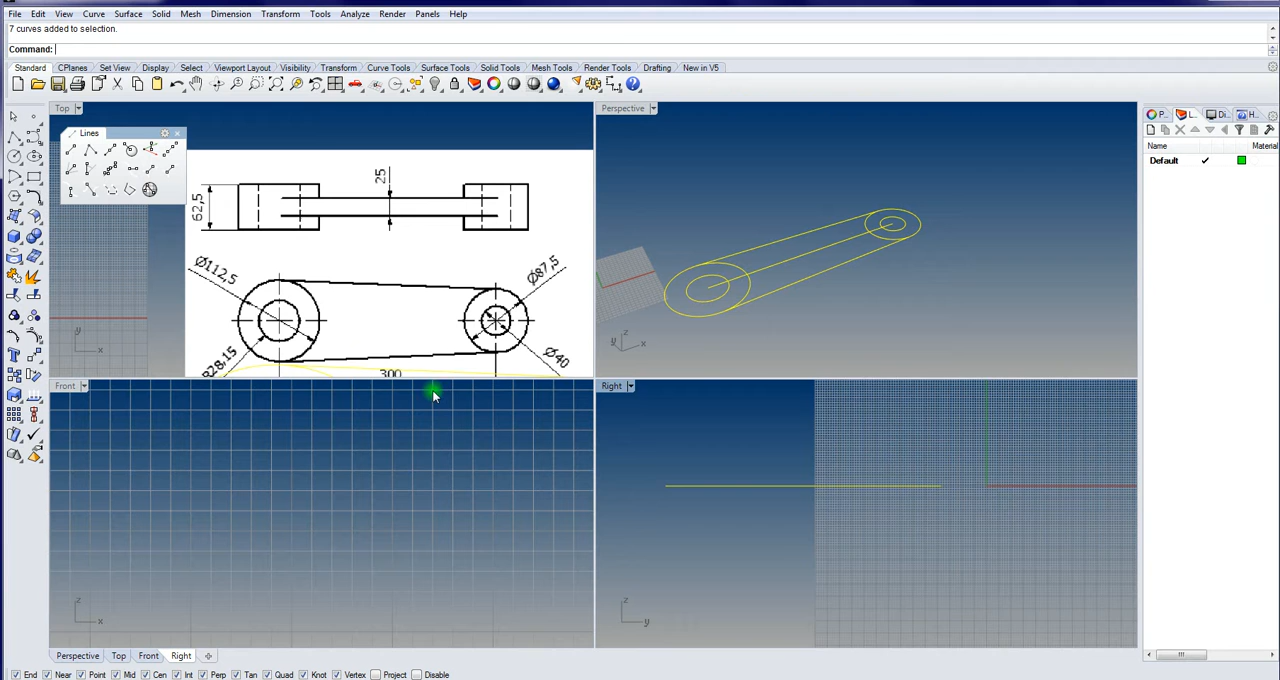 File Edit View Curve Surface Solid Mesh Dimension Transform Tools Analyze Render Panels Help
7 curves added to selection.
Command:
Standard CPlanes Set View Display Select Viewport Layout Visibility Transform Curve Tools Surface Tools Solid Tools Mesh Tools Render Tools Drafting New in V5
Top Perspective P... L... Di... H...
Lines
Name Material
Default
25
62,5
Ø112,5
Ø87,5
R28,15
Ø40
300
y
x
z
y
x
Front Right
z
x
z
y
Perspective Top Front Right
End Near Point Mid Cen Int Perp Tan Quad Knot Vertex Project Disable